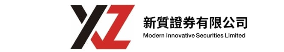 新質證券有限公司
Modern Innovative Securities Limited